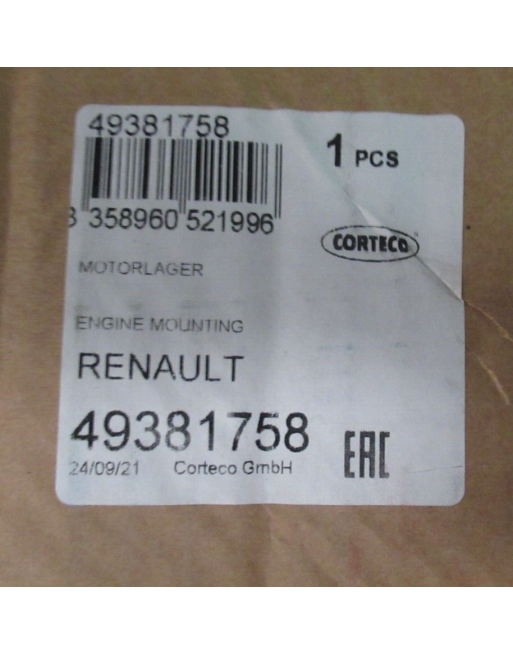 49381758
1 PCS
3 358960 521996
CORTECO
MOTORLAGER
ENGINE MOUNTING
RENAULT
49381758
24/09/21 Corteco GmbH
EAC